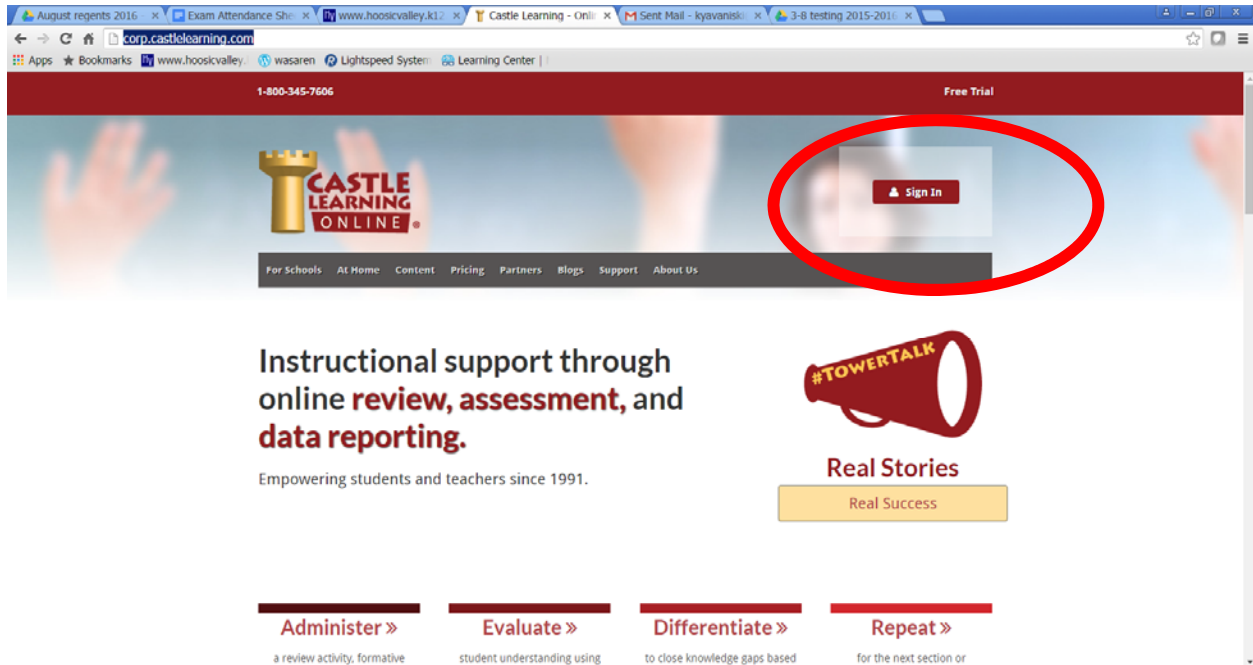 August regents 2016
Exam Attendance She
www.hoosicvalley.k12
Castle Learning - Onli
Sent Mail - kyavaniski
3-8 testing 2015-2016
corp.castlelearning.com
Apps
Bookmarks
www.hoosicvalley.
wasaren
Lightspeed System
Learning Center |
1-800-345-7606
Free Trial
CASTLE
LEARNING
ONLINE ®
Sign In
For Schools At Home Content Pricing Partners Blogs Support About Us
Instructional support through
online review, assessment, and
data reporting.
Empowering students and teachers since 1991.
#TOWERTALK
Real Stories
Real Success
Administer »
a review activity, formative
Evaluate »
student understanding using
Differentiate »
to close knowledge gaps based
Repeat »
for the next section or